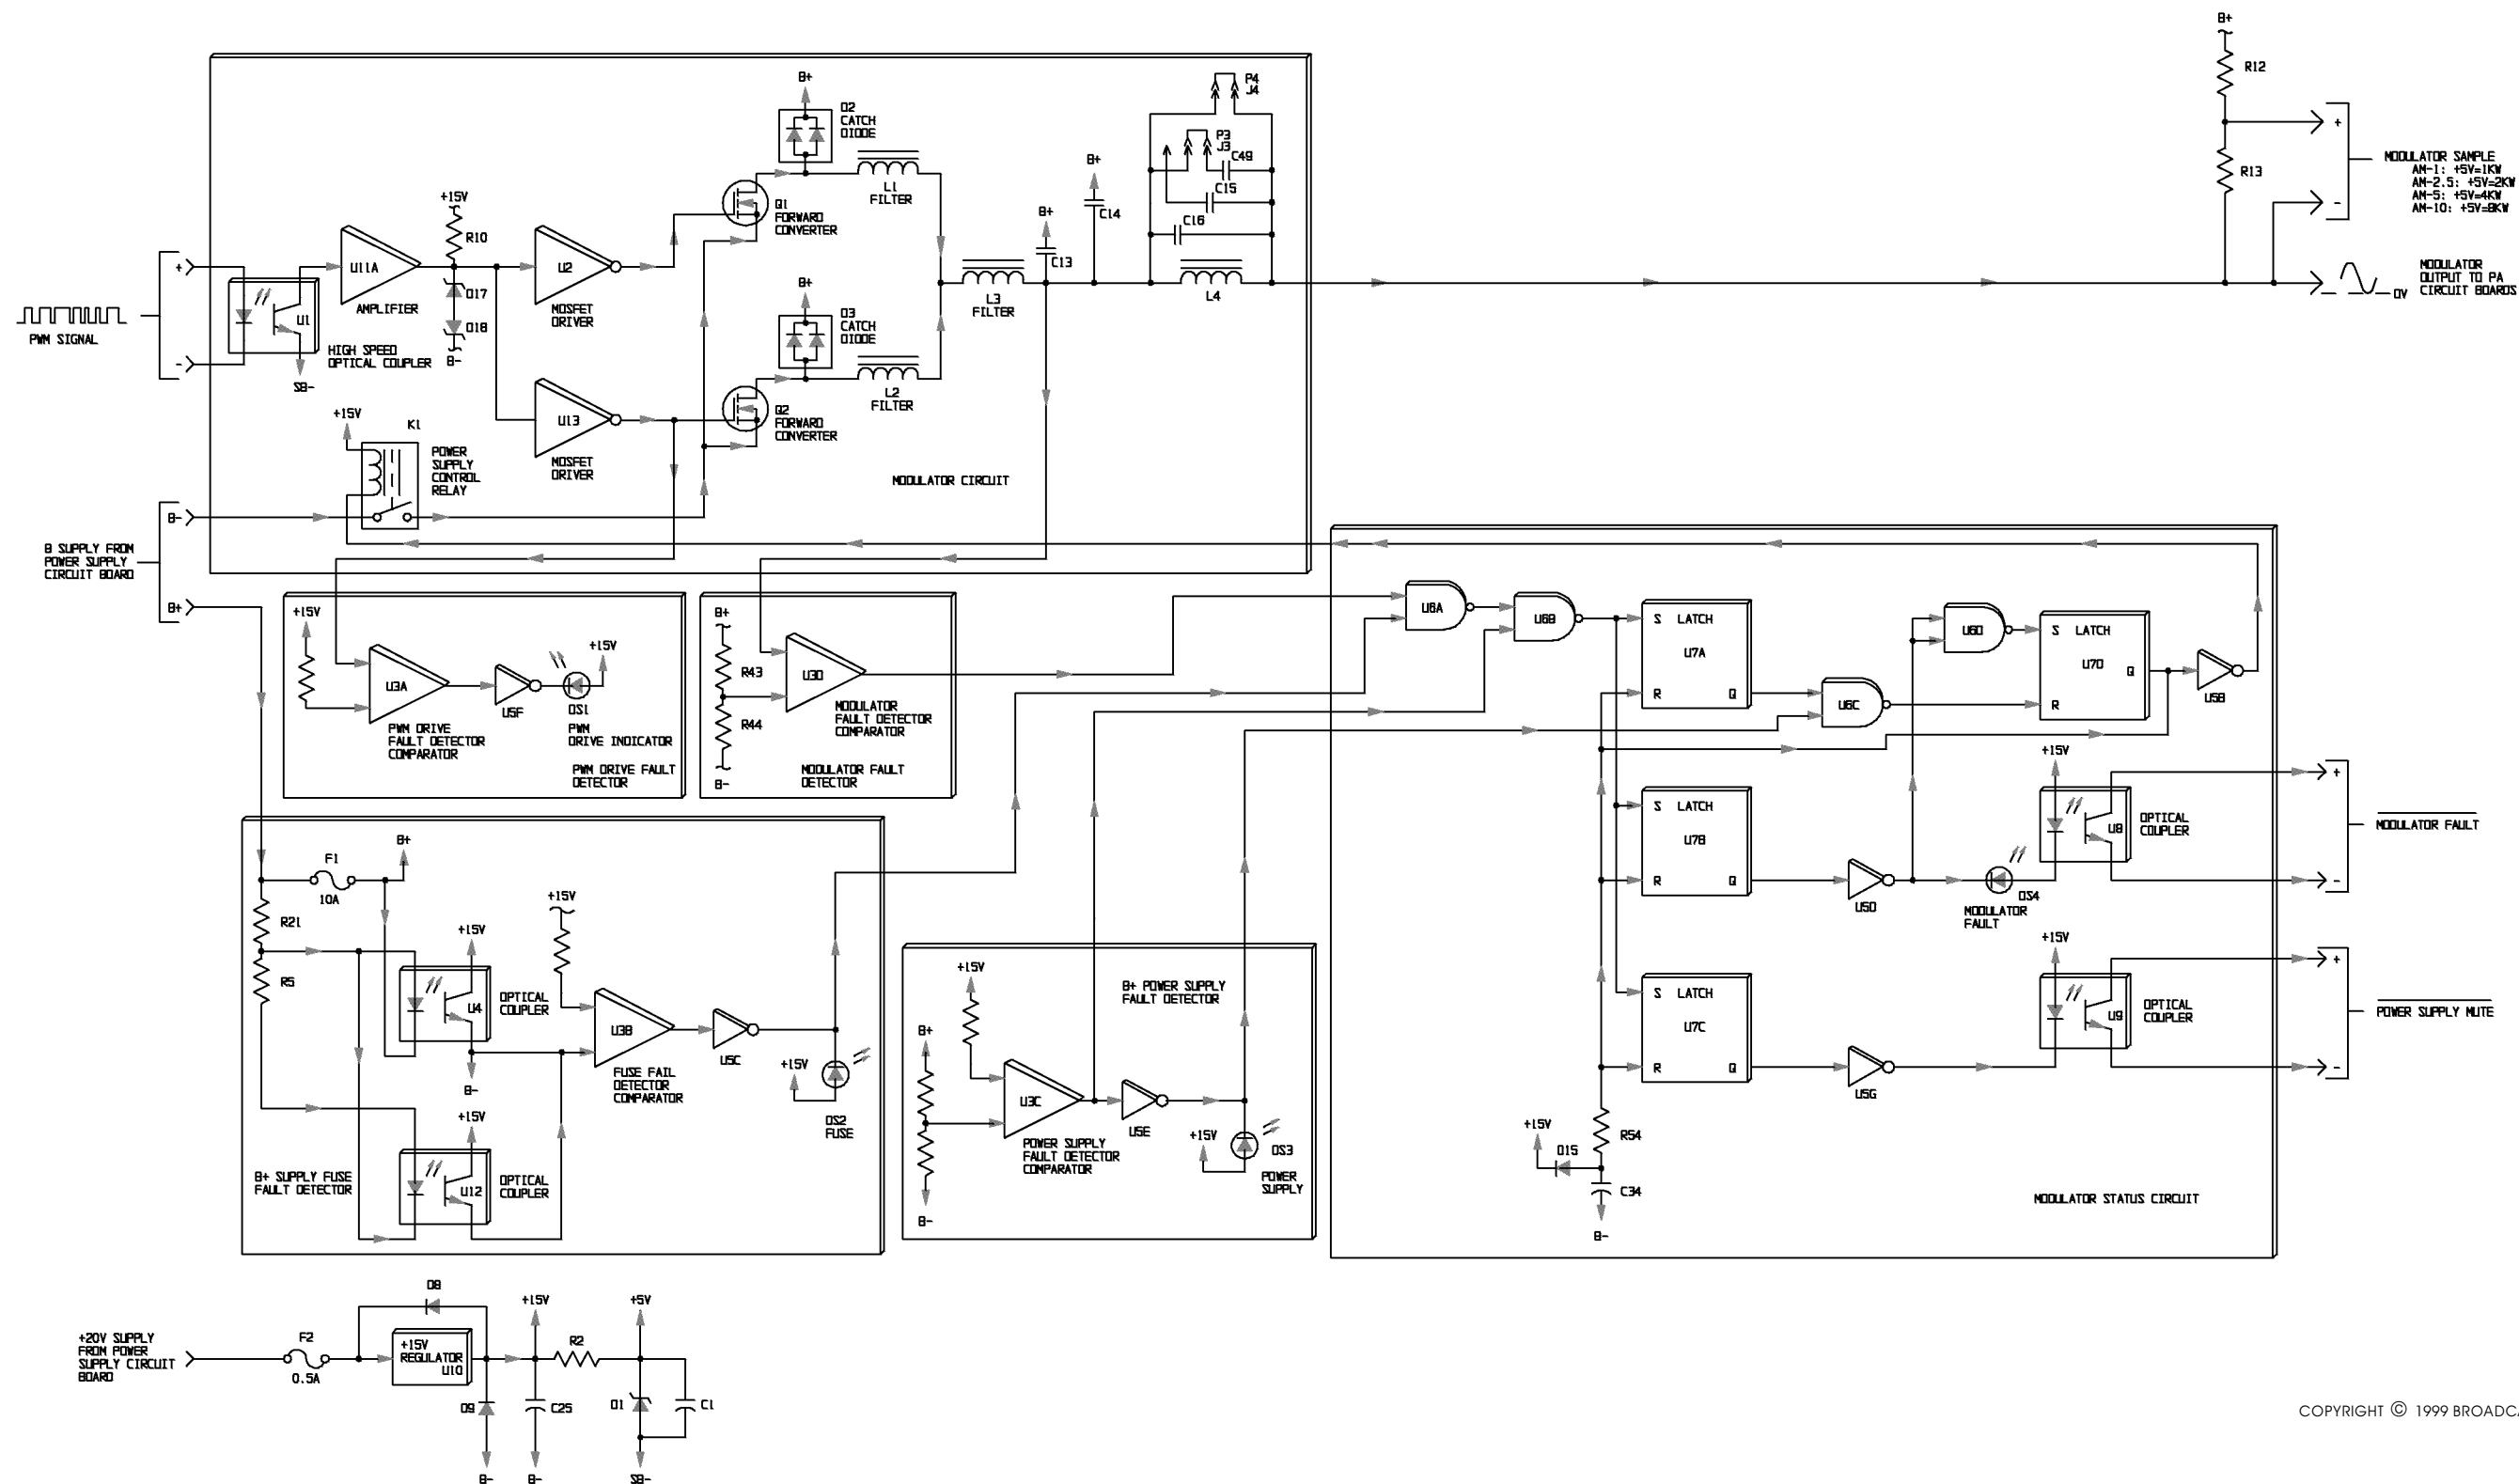 B+
R12
+
MODULATOR SAMPLE
AM-1: +5V=1KW
AM-2.5: +5V=2KW
AM-5: +5V=4KW
AM-10: +5V=8KW
R13
-
MODULATOR
OUTPUT TO PA
CIRCUIT BOARDS
0V
B+
D2
CATCH
DIODE
P4
J4
P3
J3
C49
C15
C16
B+
C14
B+
C13
L1
FILTER
Q1
FORWARD
CONVERTER
+15V
R10
U11A
AMPLIFIER
U2
MOSFET
DRIVER
D17
D18
B-
+
-
PWM SIGNAL
U1
HIGH SPEED
OPTICAL COUPLER
SB-
B+
D3
CATCH
DIODE
L3
FILTER
L4
L2
FILTER
Q2
FORWARD
CONVERTER
U13
MOSFET
DRIVER
+15V
K1
POWER
SUPPLY
CONTROL
RELAY
MODULATOR CIRCUIT
B-
B SUPPLY FROM
POWER SUPPLY
CIRCUIT BOARD
B+
+15V
U3A
U5F
DS1
+15V
PWM DRIVE
FAULT DETECTOR
COMPARATOR
PWM
DRIVE INDICATOR
PWM DRIVE FAULT
DETECTOR
B+
R43
R44
B-
U3D
MODULATOR
FAULT DETECTOR
COMPARATOR
MODULATOR FAULT
DETECTOR
U6A
U6B
S LATCH
U7A
R Q
U6C
U6D
S LATCH
U7D
Q
R
U5B
S LATCH
U7B
R Q
U5D
DS4
MODULATOR
FAULT
+15V
U8
OPTICAL
COUPLER
+
-
MODULATOR FAULT
S LATCH
U7C
R Q
U5G
+15V
U9
OPTICAL
COUPLER
+
-
POWER SUPPLY MUTE
+15V
D15
R54
C34
B-
MODULATOR STATUS CIRCUIT
F1
10A
B+
R21
R5
+15V
U4
OPTICAL
COUPLER
B-
+15V
U12
OPTICAL
COUPLER
+15V
U3B
FUSE FAIL
DETECTOR
COMPARATOR
U5C
+15V
DS2
FUSE
B+ SUPPLY FUSE
FAULT DETECTOR
+15V
B+
B-
B+ POWER SUPPLY
FAULT DETECTOR
U3C
POWER SUPPLY
FAULT DETECTOR
COMPARATOR
U5E
+15V
DS3
POWER
SUPPLY
+20V SUPPLY
FROM POWER
SUPPLY CIRCUIT
BOARD
F2
0.5A
D8
+15V
REGULATOR
U10
D9
B-
+15V
C25
B-
R2
+5V
D1
C1
SB-
COPYRIGHT © 1999 BROADCA